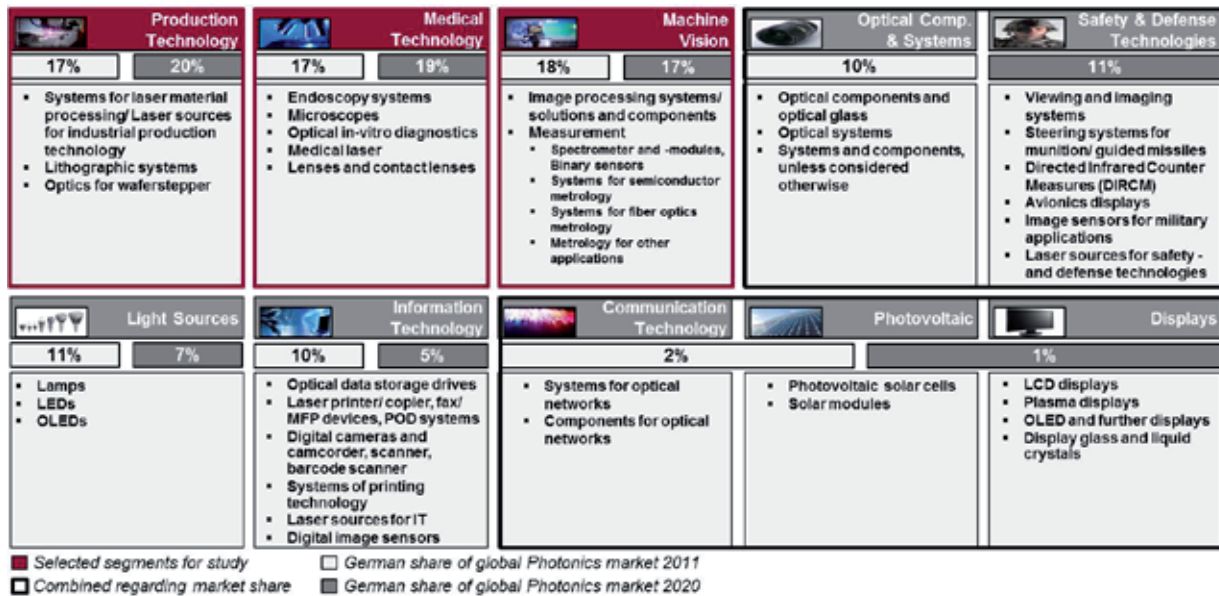 Production
Technology
17%
20%
Systems for laser material
processing/ Laser sources
for industrial production
technology
Lithographic systems
Optics for waferstepper
Medical
Technology
17%
19%
Endoscopy systems
Microscopes
Optical in-vitro diagnostics
Medical laser
Lenses and contact lenses
Machine
Vision
18%
17%
Image processing systems/
solutions and components
Measurement
Spectrometer and -modules,
Binary sensors
Systems for semiconductor
metrology
Systems for fiber optics
metrology
Metrology for other
applications
Optical Comp.
& Systems
Safety & Defense
Technologies
10%
11%
Optical components and
optical glass
Optical systems
Systems and components,
unless considered
otherwise
Viewing and imaging
systems
Steering systems for
munition/ guided missiles
Directed Infrared Counter
Measures (DIRCM)
Avionics displays
Image sensors for military
applications
Laser sources for safety -
and defense technologies
Light Sources
11%
7%
Lamps
LEDs
OLEDs
Information
Technology
10%
5%
Optical data storage drives
Laser printer/ copier, fax/
MFP devices, POD systems
Digital cameras and
camcorder, scanner,
barcode scanner
Systems of printing
technology
Laser sources for IT
Digital image sensors
Communication
Technology
Photovoltaic
Displays
2%
1%
Systems for optical
networks
Components for optical
networks
Photovoltaic solar cells
Solar modules
LCD displays
Plasma displays
OLED and further displays
Display glass and liquid
crystals
Selected segments for study
German share of global Photonics market 2011
Combined regarding market share
German share of global Photonics market 2020